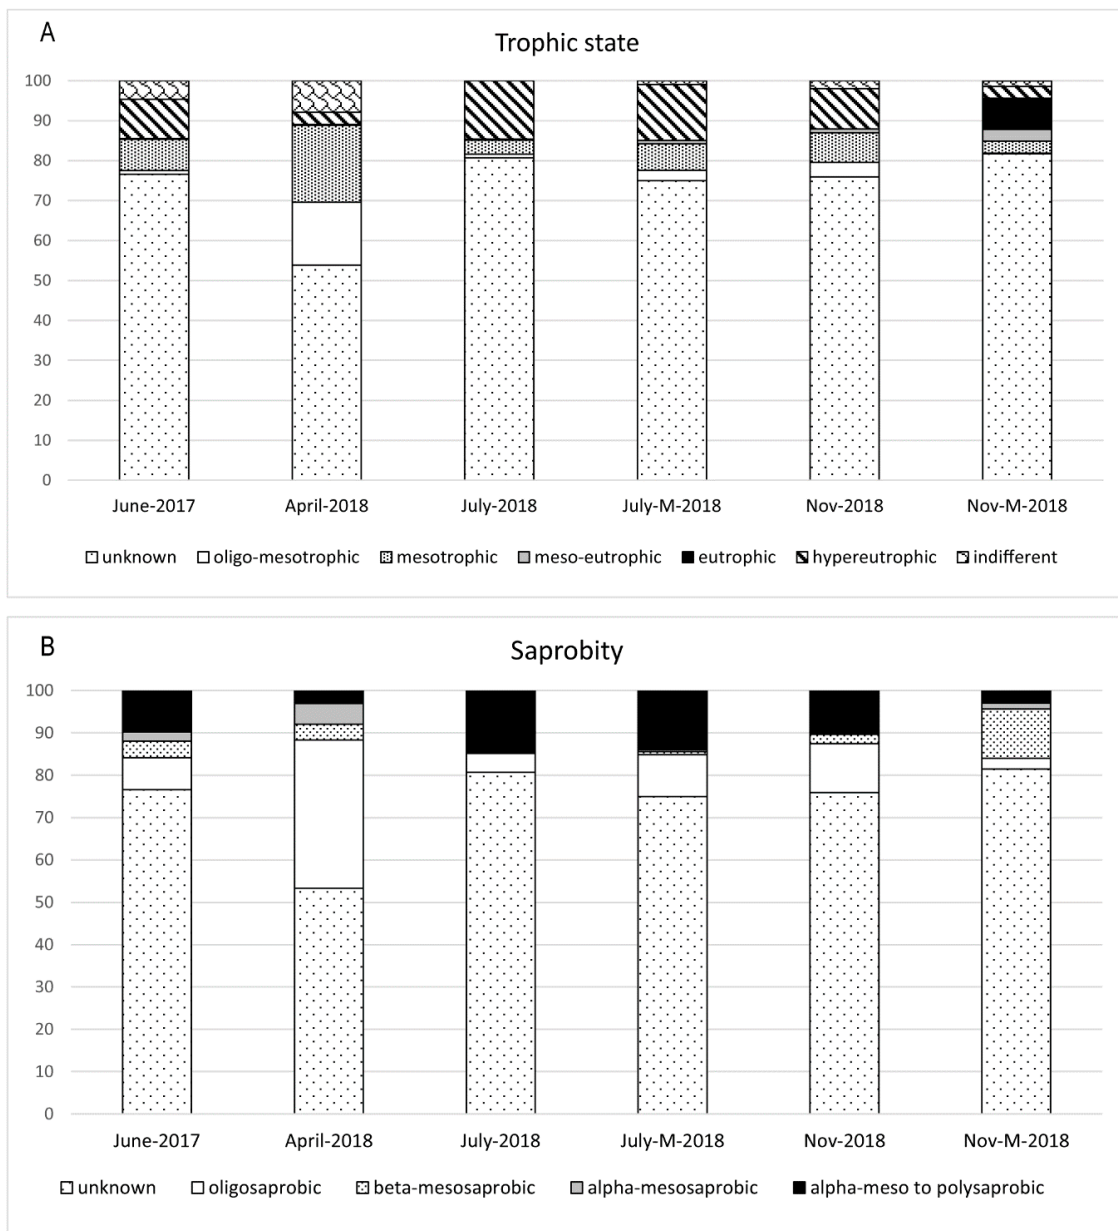 A
Trophic state
100
90
80
70
60
50
40
30
20
10
0
June-2017 April-2018 July-2018 July-M-2018 Nov-2018 Nov-M-2018
unknown oligo-mesotrophic mesotrophic meso-eutrophic eutrophic hypereutrophic indifferent
B
Saprobity
100
90
80
70
60
50
40
30
20
10
0
June-2017 April-2018 July-2018 July-M-2018 Nov-2018 Nov-M-2018
unknown oligosaprobic beta-mesosaprobic alpha-mesosaprobic alpha-meso to polysaprobic